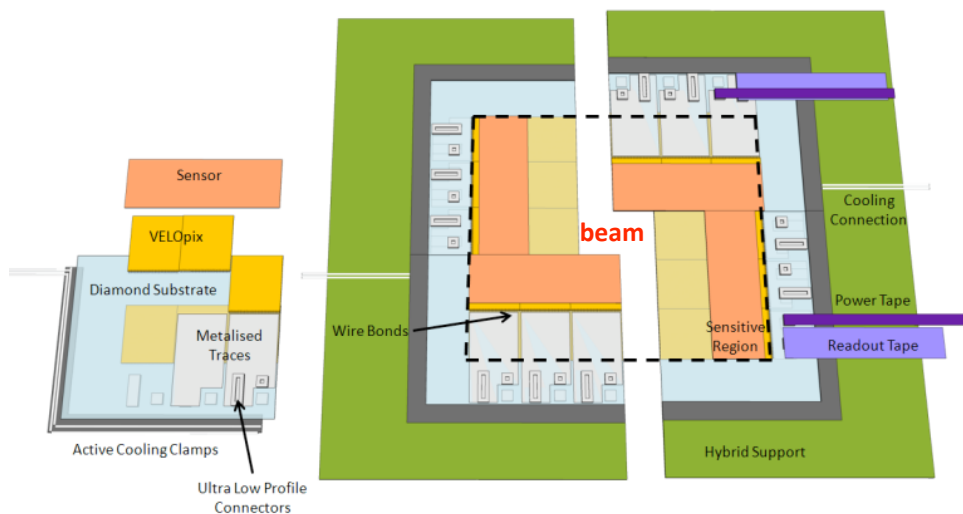 Sensor
VELOpix
Diamond Substrate
Metalised
Traces
Active Cooling Clamps
Ultra Low Profile
Connectors
Wire Bonds
beam
Sensitive
Region
Cooling
Connection
Power Tape
Readout Tape
Hybrid Support